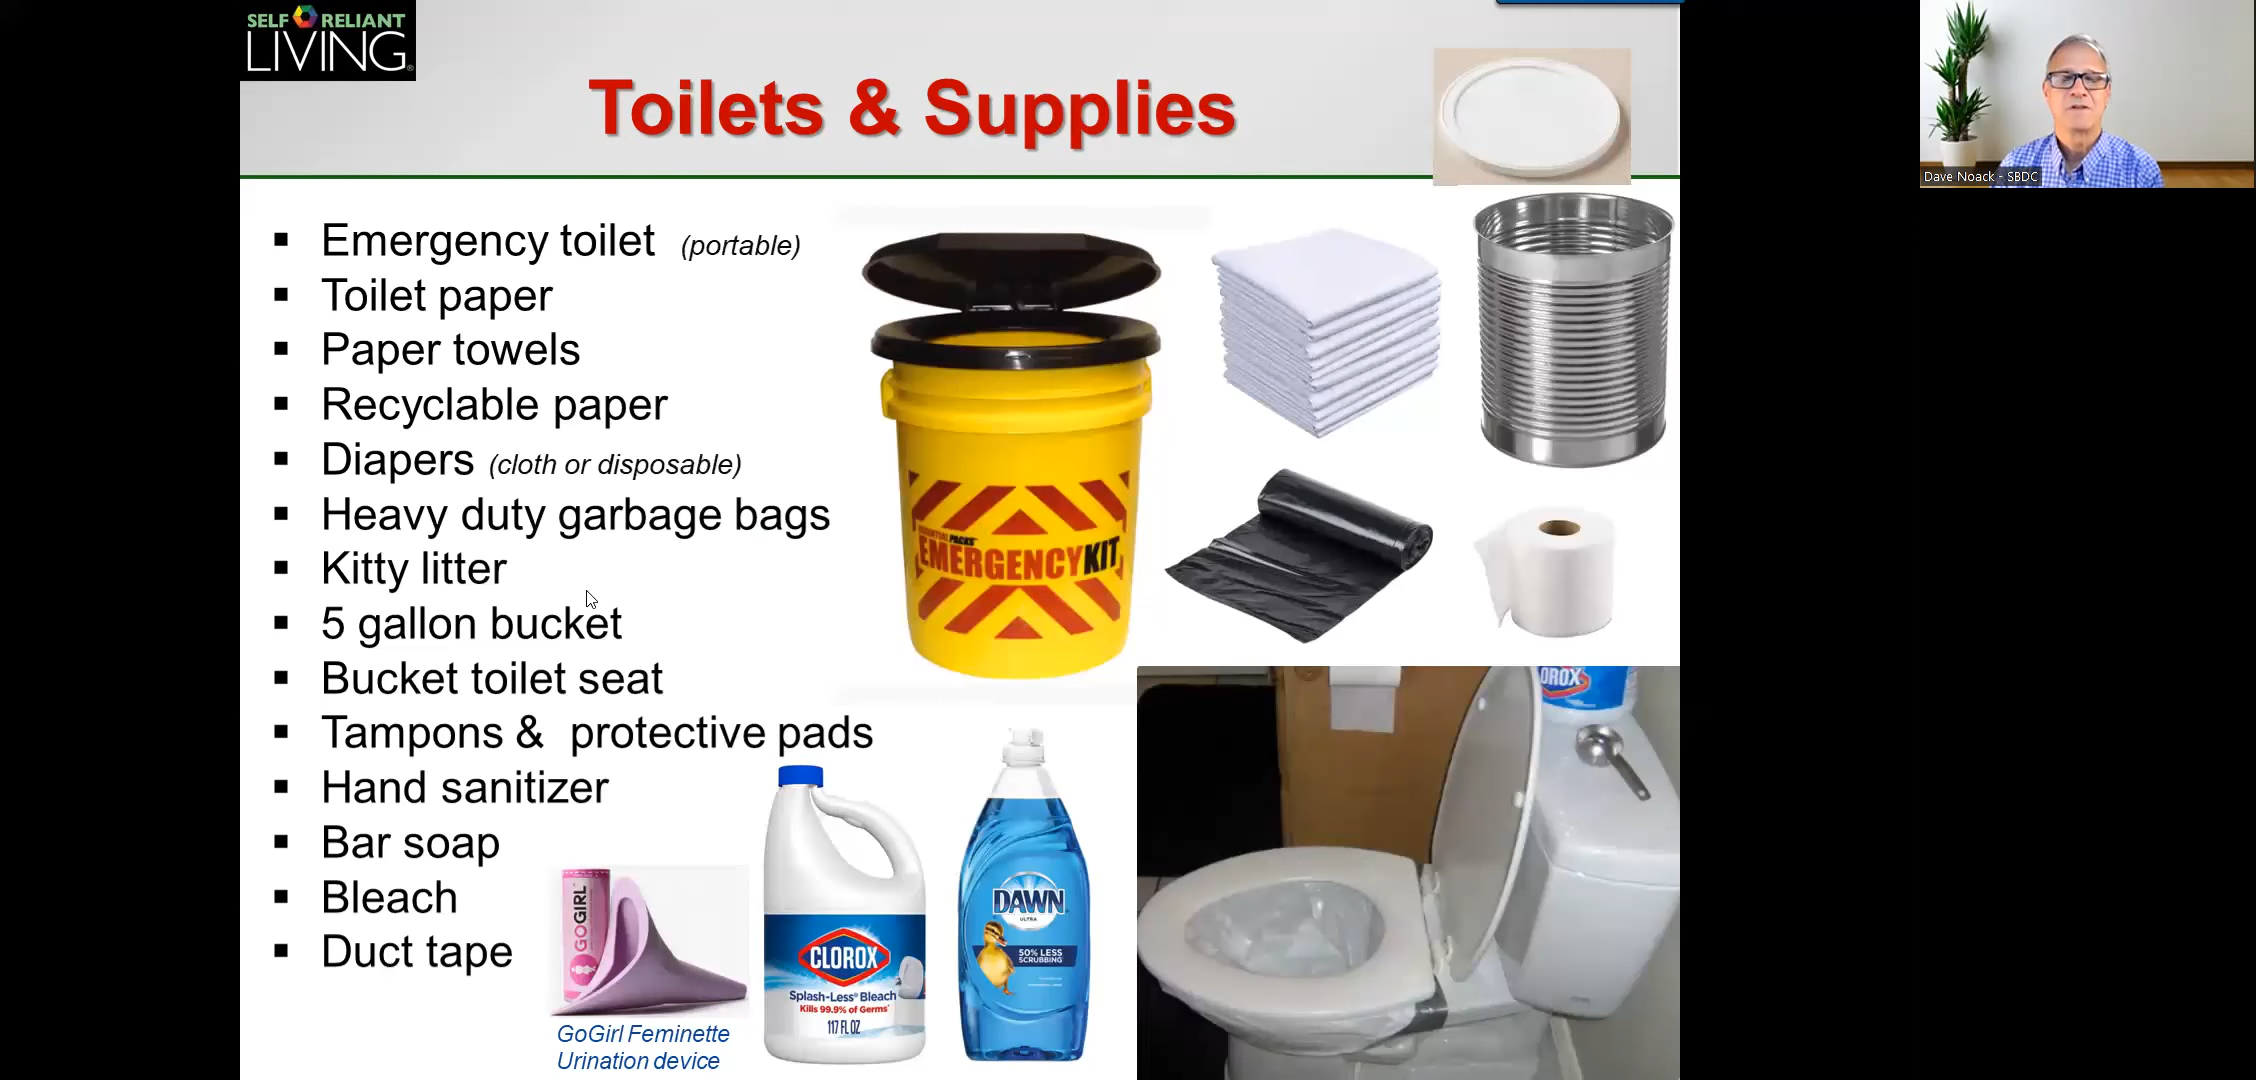 SELF RELIANT
LIVING®
Toilets & Supplies
Dave Noack - SBDC
▪ Emergency toilet (portable)
▪ Toilet paper
▪ Paper towels
▪ Recyclable paper
▪ Diapers (cloth or disposable)
▪ Heavy duty garbage bags
▪ Kitty litter
▪ 5 gallon bucket
▪ Bucket toilet seat
▪ Tampons & protective pads
▪ Hand sanitizer
▪ Bar soap
▪ Bleach
▪ Duct tape
PACKS
EMERGENCYKIT
OROX
GOGIRL
GoGirl Feminette
Urination device
CLOROX
Splash-Less® Bleach
Kills 99.9% of Germs*
117 FL OZ
DAWN
ULTRA
50% LESS
SCRUBBING